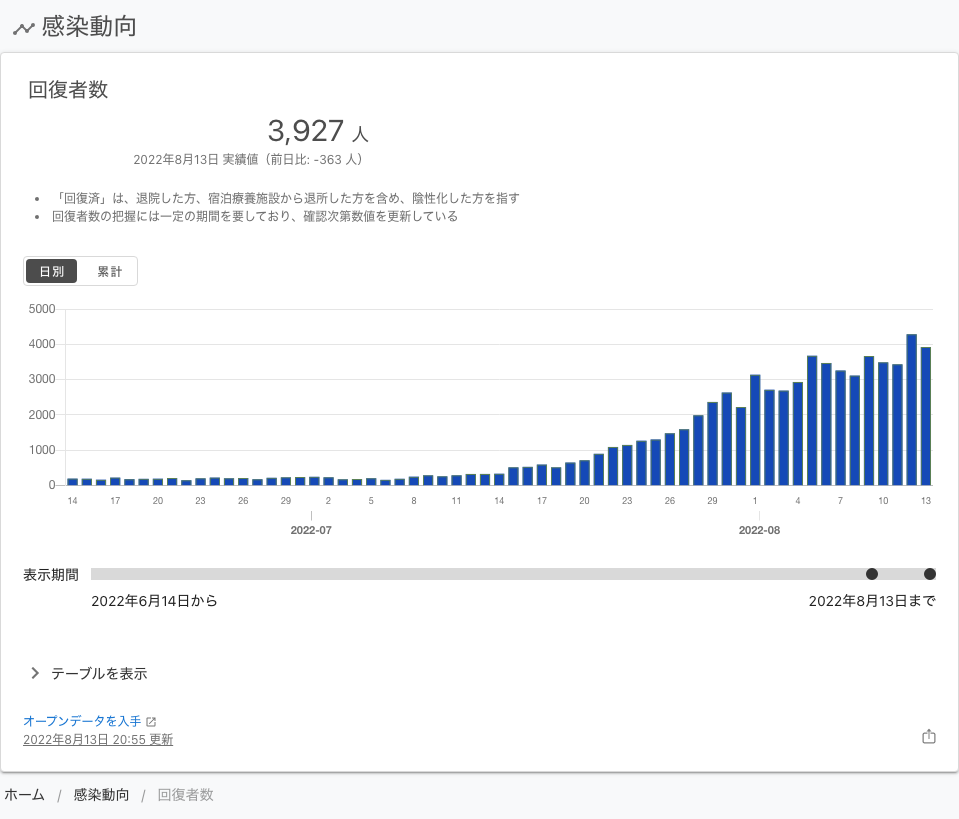 感染動向
回復者数
3,927 人
2022年8月13日 実績値（前日比: -363 人）
「回復済」は、退院した方、宿泊療養施設から退所した方を含め、陰性化した方を指す
回復者数の把握には一定の期間を要しており、確認次第数値を更新している
日別 累計
5000
4000
3000
2000
1000
0
14 17 20 23 26 29 2 5 8 11 14 17 20 23 26 29 1 4 7 10 13
2022-07 2022-08
表示期間
2022年6月14日から 2022年8月13日まで
テーブルを表示
オープンデータを入手
2022年8月13日 20:55 更新
ホーム / 感染動向 / 回復者数